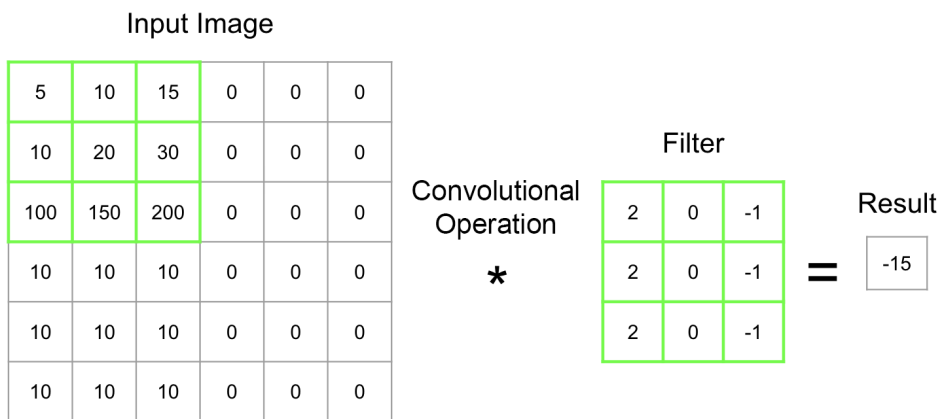 Input Image
5 10 15 0 0 0
10 20 30 0 0 0
100 150 200 0 0 0
10 10 10 0 0 0
10 10 10 0 0 0
10 10 10 0 0 0
Convolutional
Operation
*
Filter
2 0 -1
2 0 -1
2 0 -1
=
Result
-15